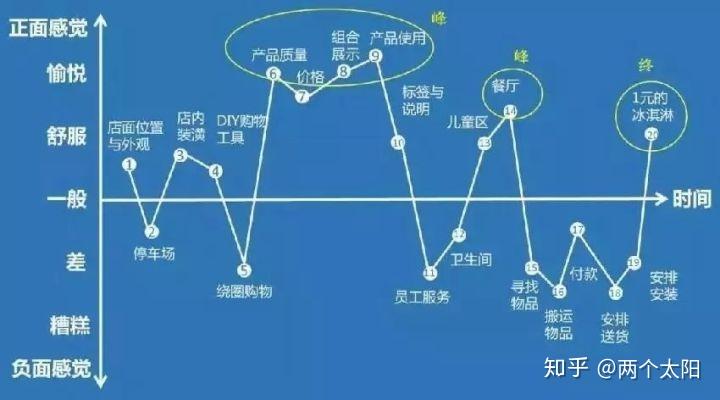 正面感觉
愉悦
舒服
一般
差
糟糕
负面感觉
时间
店面位置
与外观
1
2
停车场
店内
装潢
3
DIY购物
工具
4
5
绕圈购物
峰
产品质量
6
价格
7
组合
展示
8
产品使用
9
标签与
说明
10
11
员工服务
12
卫生间
儿童区
13
峰
餐厅
14
15
寻找
物品
16
搬运
物品
17
付款
18
安排
送货
19
安排
安装
终
1元的
冰淇淋
20
知乎 @两个太阳